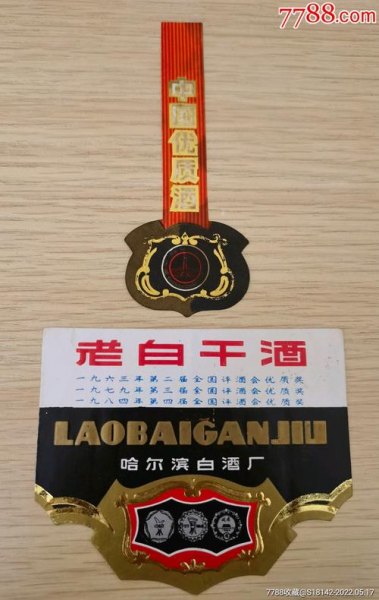 7788.com
中国优质酒
老白干酒
一九六三年第二届全国评酒会优质奖
一九七九年第三届全国评酒会优质奖
一九八四年第四届全国评酒会优质奖
LAOBAIGANJIU
哈尔滨白酒厂
7788收藏@S18142-2022.05.17